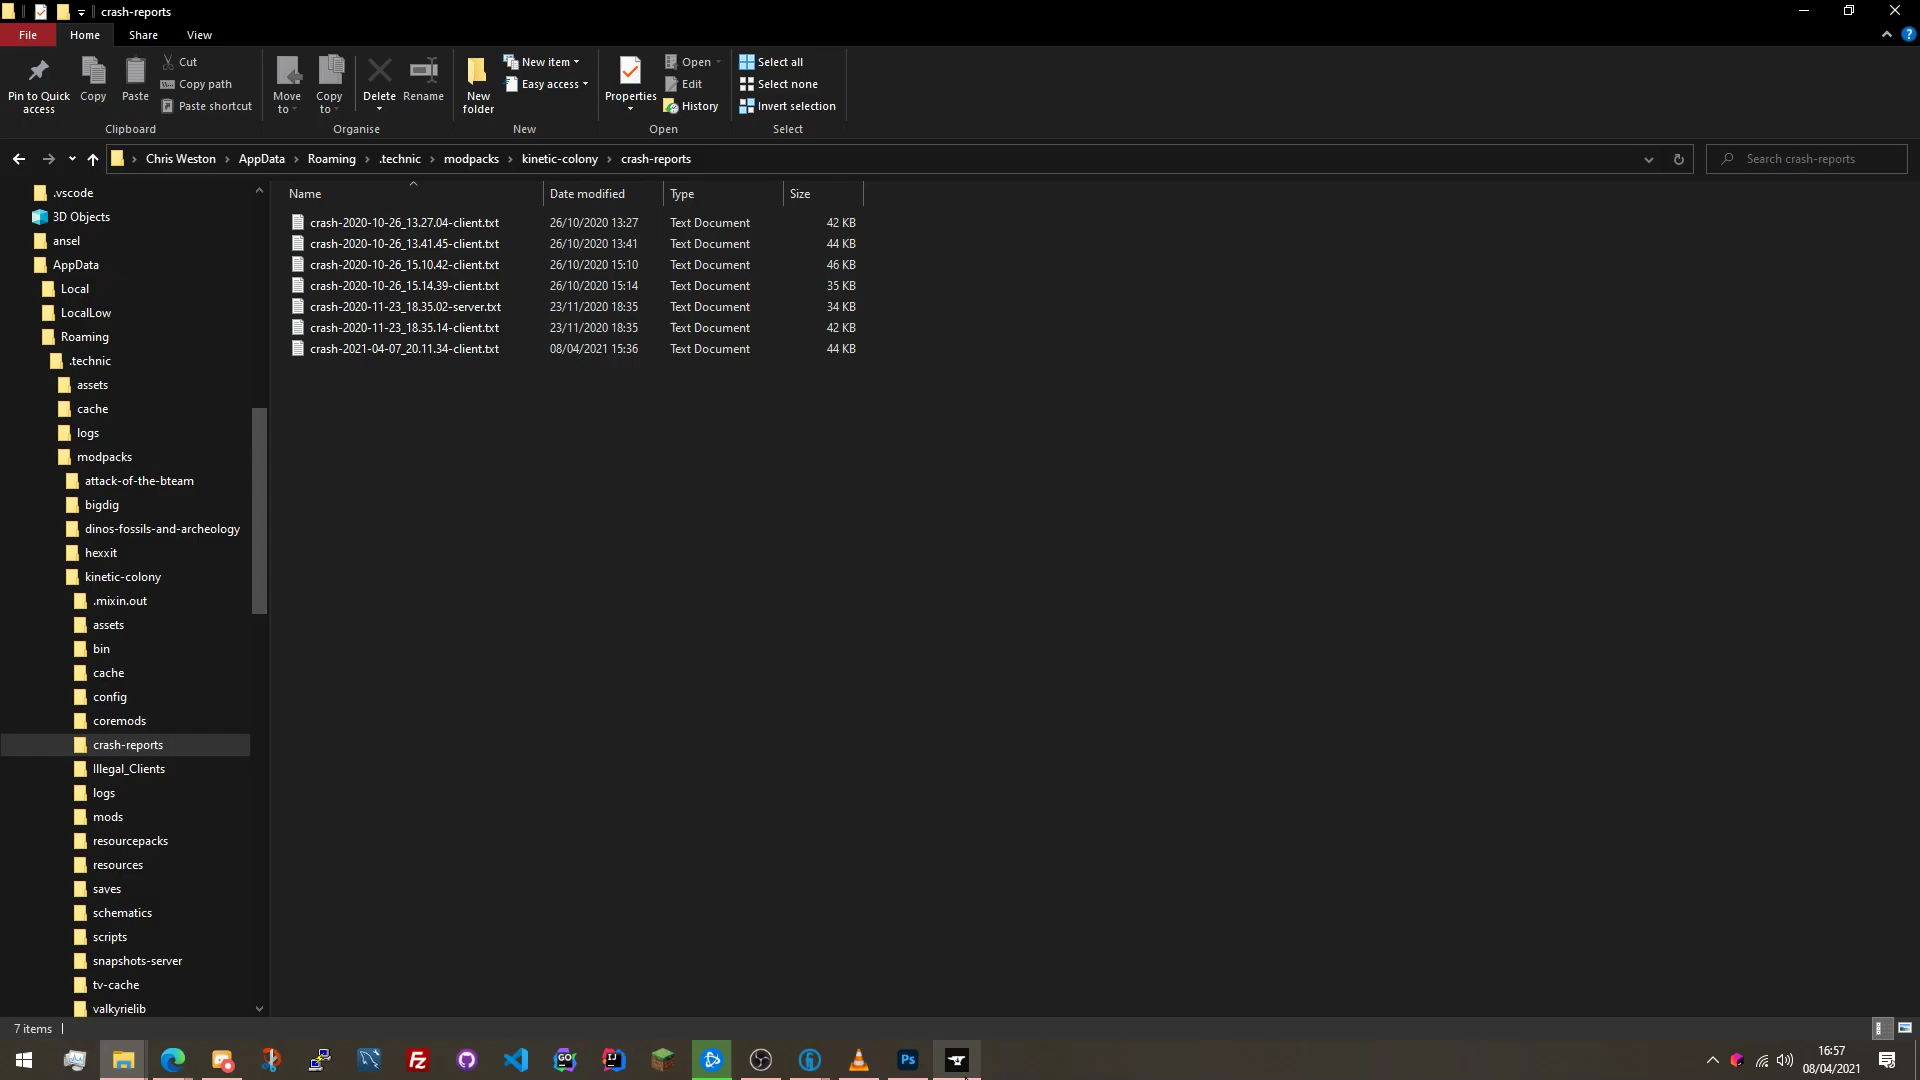 crash-reports
File Home Share View
Pin to Quick access
Copy
Paste
Cut
Copy path
Paste shortcut
Clipboard
Move to
Copy to
Delete
Rename
Organise
New folder
New item
Easy access
New
Properties
Open
Edit
History
Open
Select all
Select none
Invert selection
Select
Chris Weston AppData Roaming .technic modpacks kinetic-colony crash-reports
Search crash-reports
.vscode
3D Objects
ansel
AppData
Local
LocalLow
Roaming
.technic
assets
cache
logs
modpacks
attack-of-the-bteam
bigdig
dinos-fossils-and-archeology
hexxit
kinetic-colony
.mixin.out
assets
bin
cache
config
coremods
crash-reports
Illegal_Clients
logs
mods
resourcepacks
resources
saves
schematics
scripts
snapshots-server
tv-cache
valkyrielib
Name Date modified Type Size
crash-2020-10-26_13.27.04-client.txt 26/10/2020 13:27 Text Document 42 KB
crash-2020-10-26_13.41.45-client.txt 26/10/2020 13:41 Text Document 44 KB
crash-2020-10-26_15.10.42-client.txt 26/10/2020 15:10 Text Document 46 KB
crash-2020-10-26_15.14.39-client.txt 26/10/2020 15:14 Text Document 35 KB
crash-2020-11-23_18.35.02-server.txt 23/11/2020 18:35 Text Document 34 KB
crash-2020-11-23_18.35.14-client.txt 23/11/2020 18:35 Text Document 42 KB
crash-2021-04-07_20.11.34-client.txt 08/04/2021 15:36 Text Document 44 KB
7 items
Fz
GO
IJ
Ps
16:57
08/04/2021